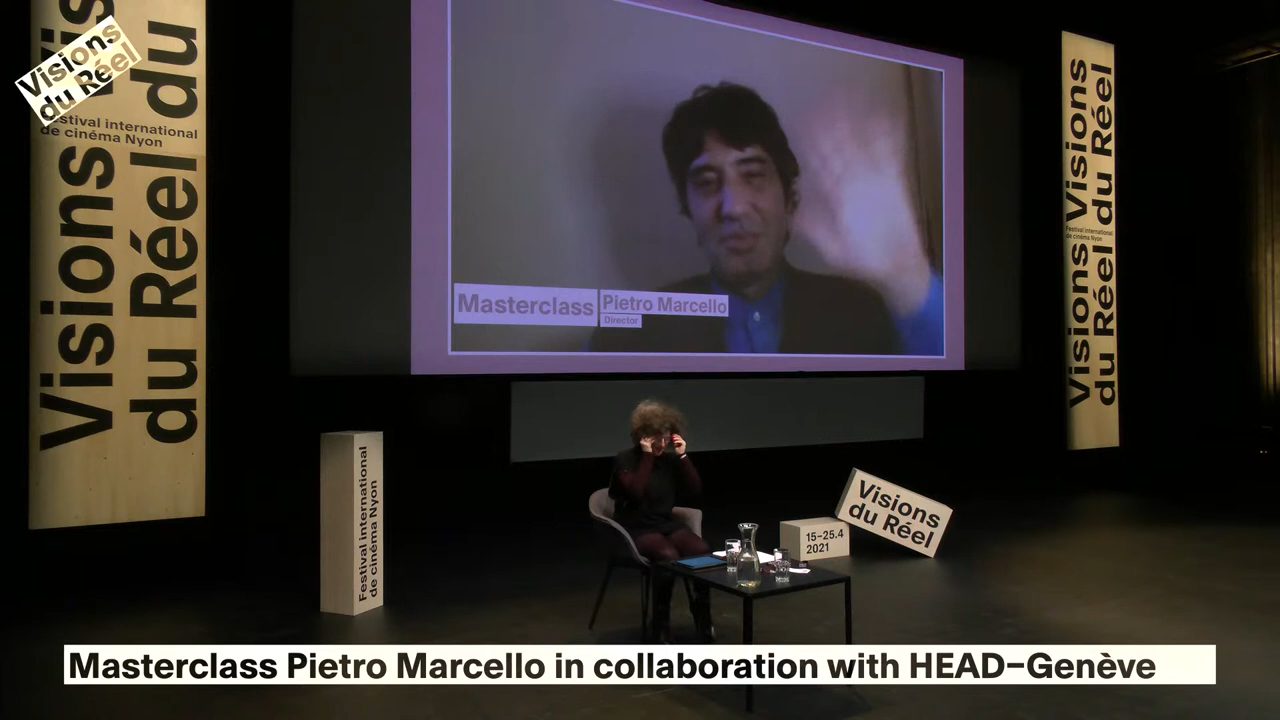 Visions
du Réel
Vis
du
Festival international
de cinéma Nyon
Visions
du Réel
Masterclass
Pietro Marcello
Director
Visions
du Réel
Festival international
de cinéma Nyon
Visions
du Réel
Festival international
de cinéma Nyon
15–25.4
2021
Visions
du Réel
Masterclass Pietro Marcello in collaboration with HEAD–Genève